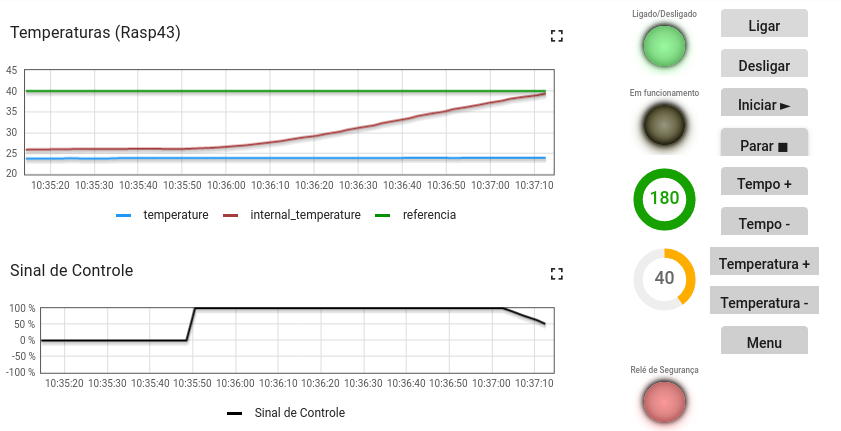 Temperaturas (Rasp43)
45
40
35
30
25
20
10:35:20 10:35:30 10:35:40 10:35:50 10:36:00 10:36:10 10:36:20 10:36:30 10:36:40 10:36:50 10:37:00 10:37:10
temperature internal_temperature referencia
Sinal de Controle
100 %
50 %
0 %
-50 %
-100 %
10:35:20 10:35:30 10:35:40 10:35:50 10:36:00 10:36:10 10:36:20 10:36:30 10:36:40 10:36:50 10:37:00 10:37:10
Sinal de Controle
Ligado/Desligado
Em funcionamento
180
40
Relé de Segurança
Ligar
Desligar
Iniciar ►
Parar ■
Tempo +
Tempo -
Temperatura +
Temperatura -
Menu